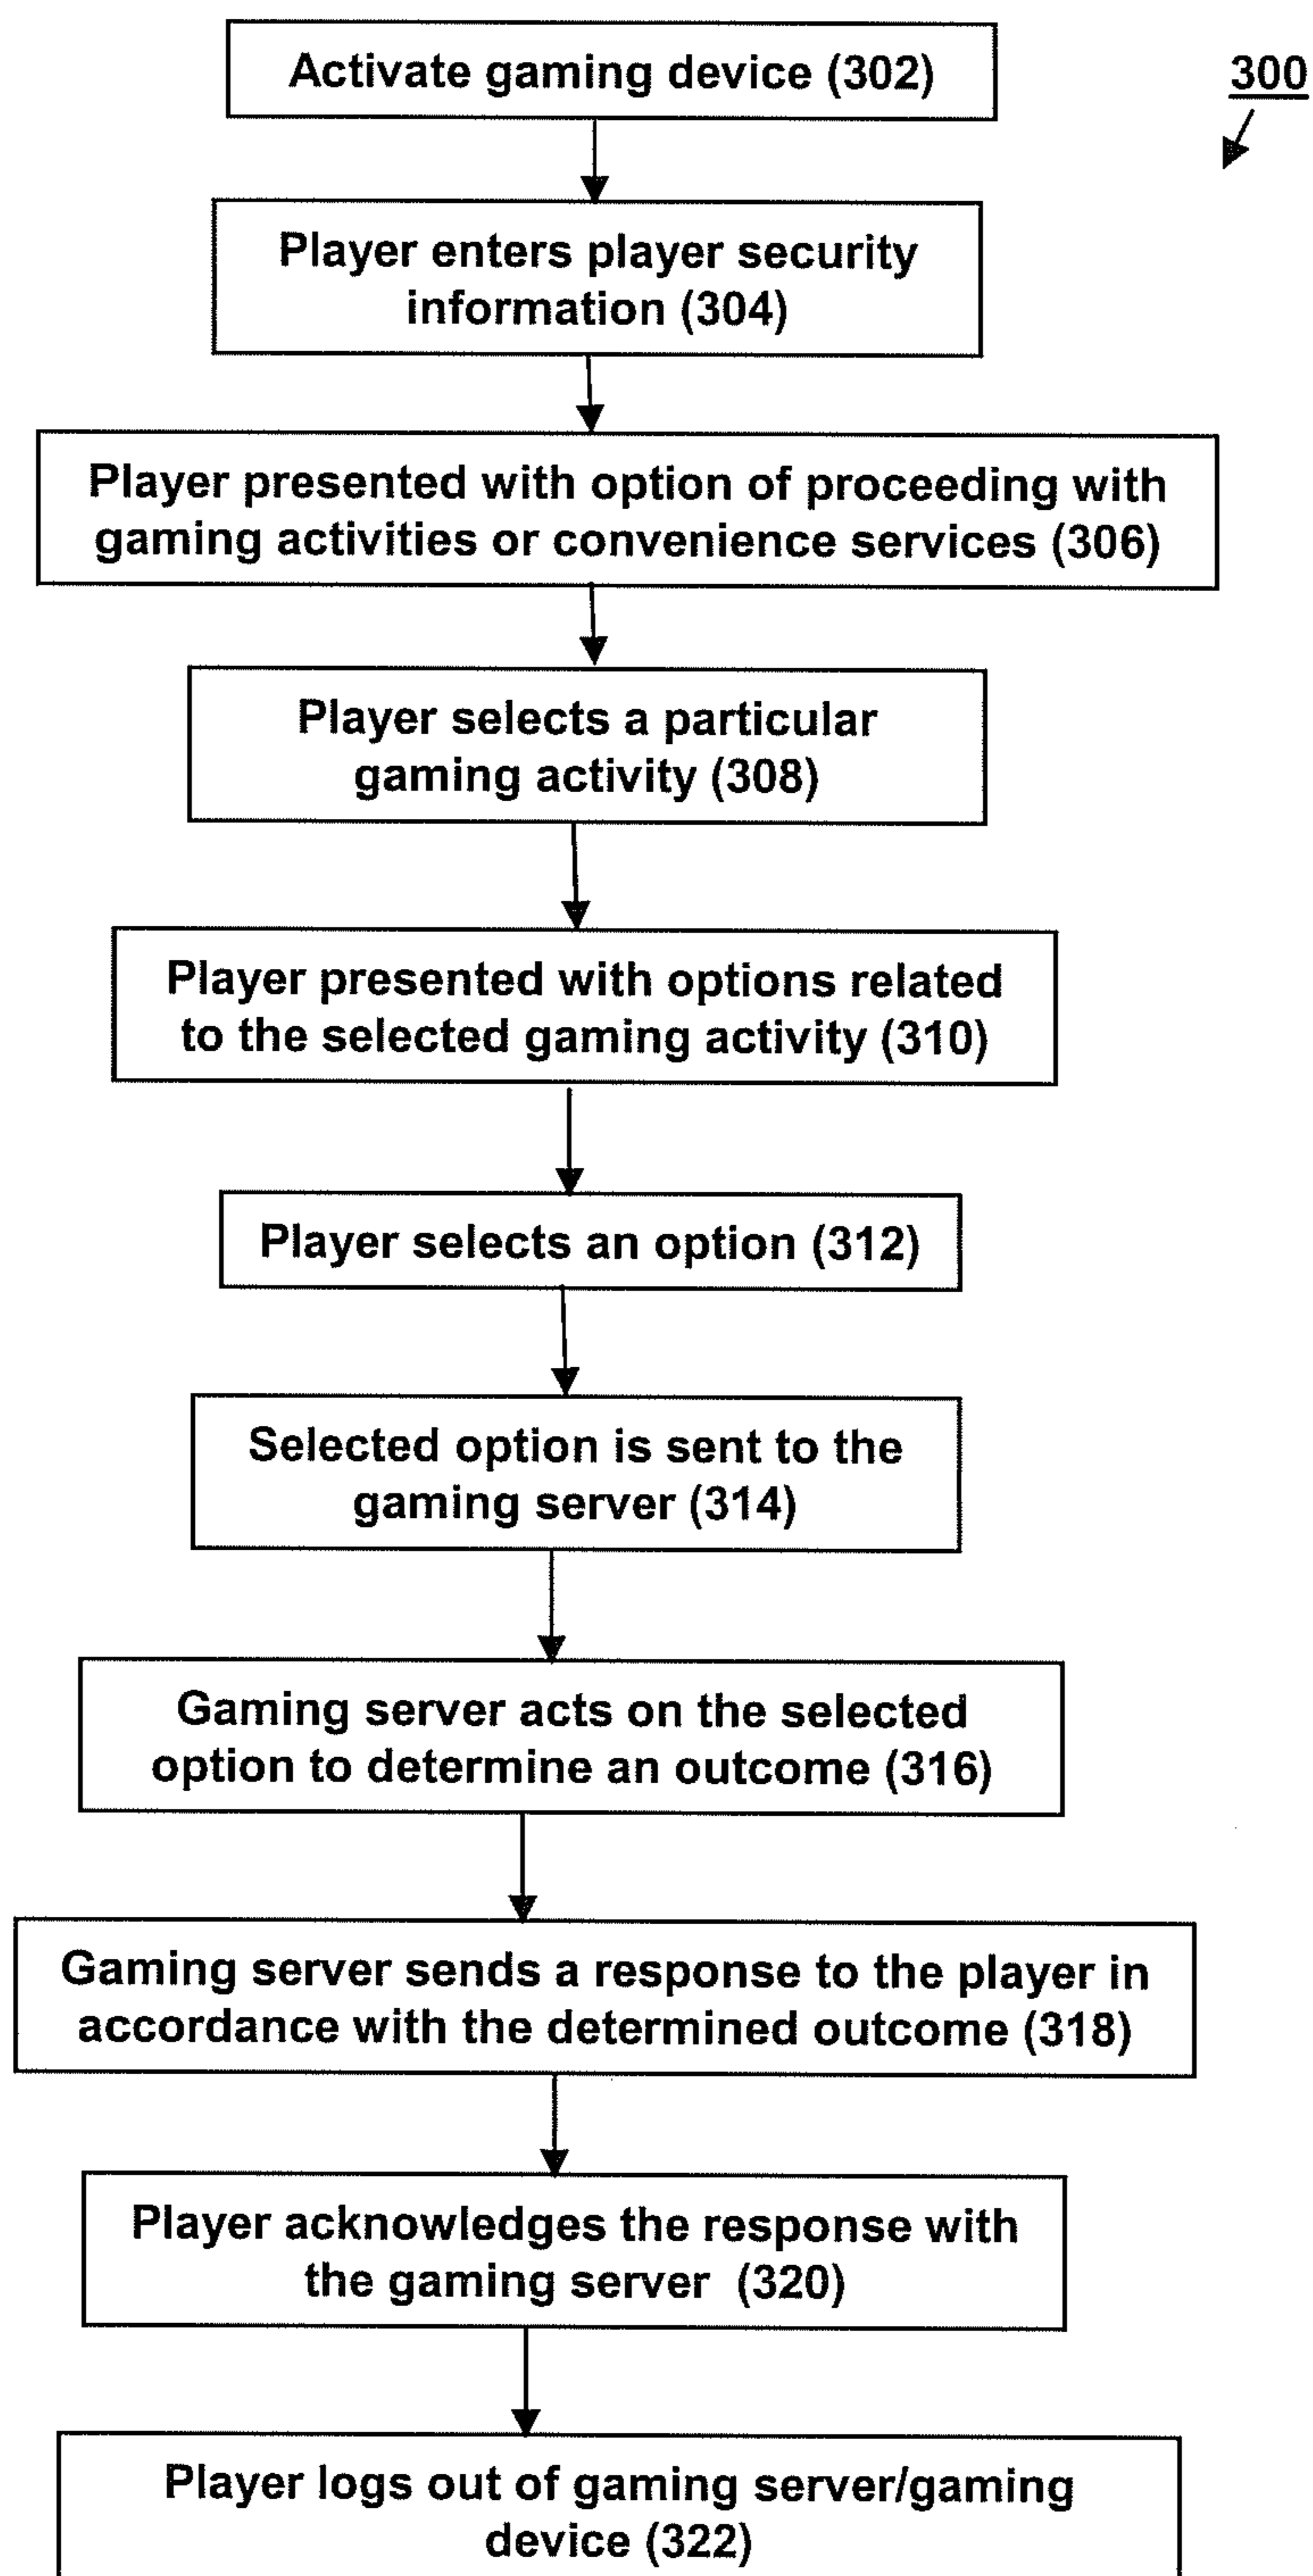 Activate gaming device (302)
300
Player enters player security
information (304)
Player presented with option of proceeding with
gaming activities or convenience services (306)
Player selects a particular
gaming activity (308)
Player presented with options related
to the selected gaming activity (310)
Player selects an option (312)
Selected option is sent to the
gaming server (314)
Gaming server acts on the selected
option to determine an outcome (316)
Gaming server sends a response to the player in
accordance with the determined outcome (318)
Player acknowledges the response with
the gaming server (320)
Player logs out of gaming server/gaming
device (322)